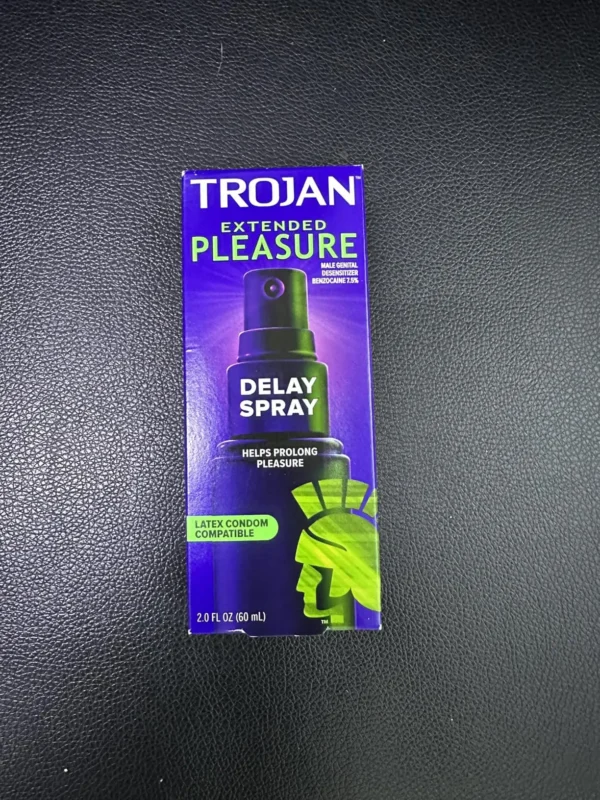 TROJAN™
EXTENDED
PLEASURE
MALE GENITAL
DESENSITIZER
BENZOCAINE 7.5%
DELAY
SPRAY
HELPS PROLONG
PLEASURE
LATEX CONDOM
COMPATIBLE
2.0 FL OZ (60 mL)
TM